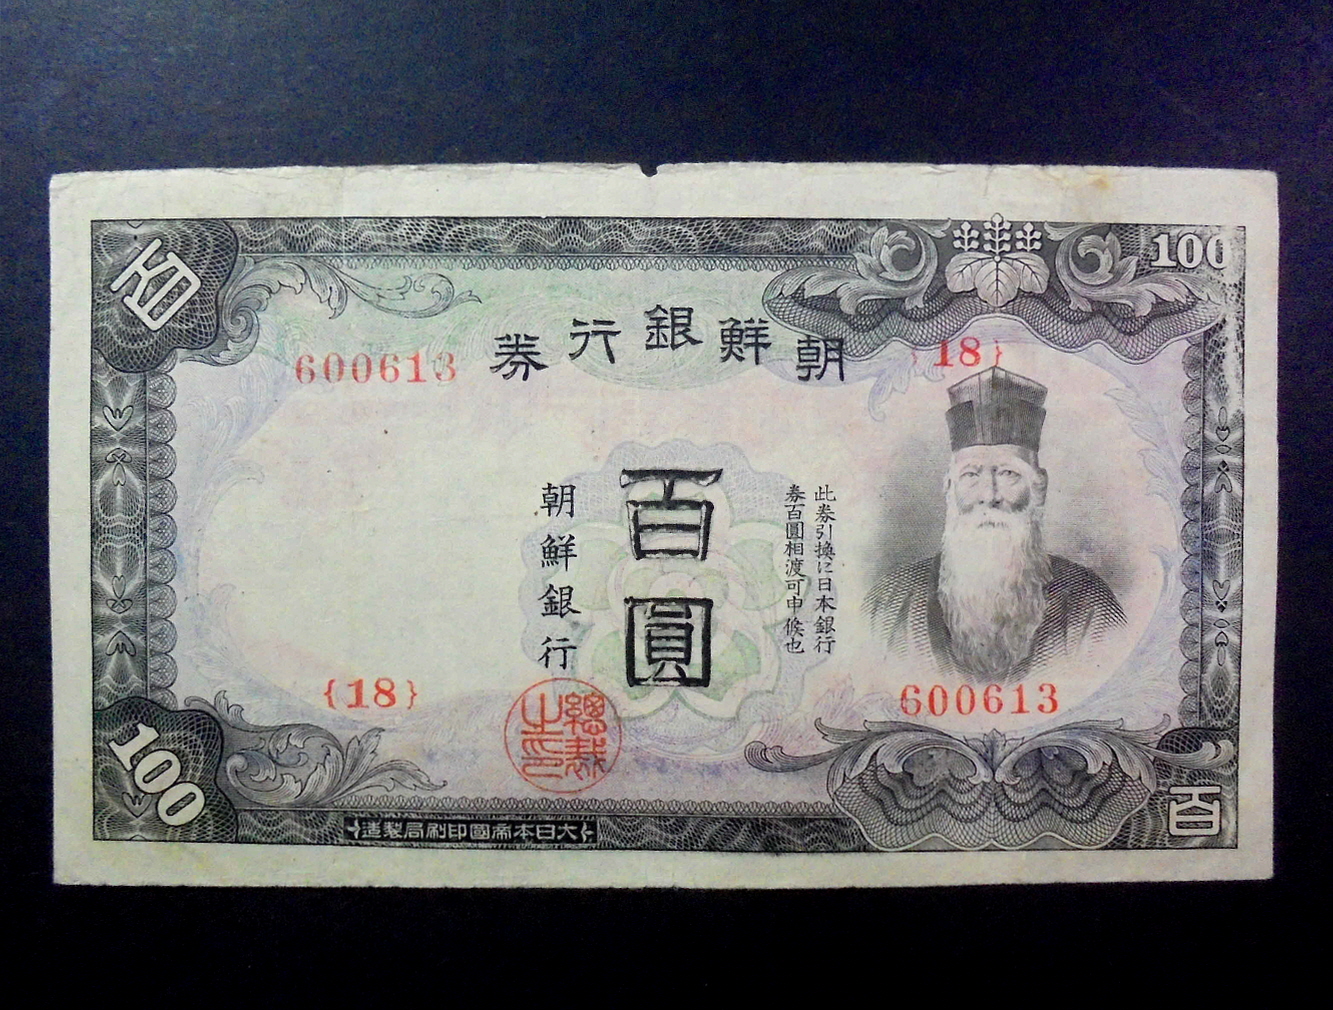 百
100
朝鮮銀行券
600613
{18}
百圓
朝鮮銀行
此券引換に日本銀行
券百圓相渡可申候也
總裁之印
{18}
600613
100
百
大日本帝國印刷局製造